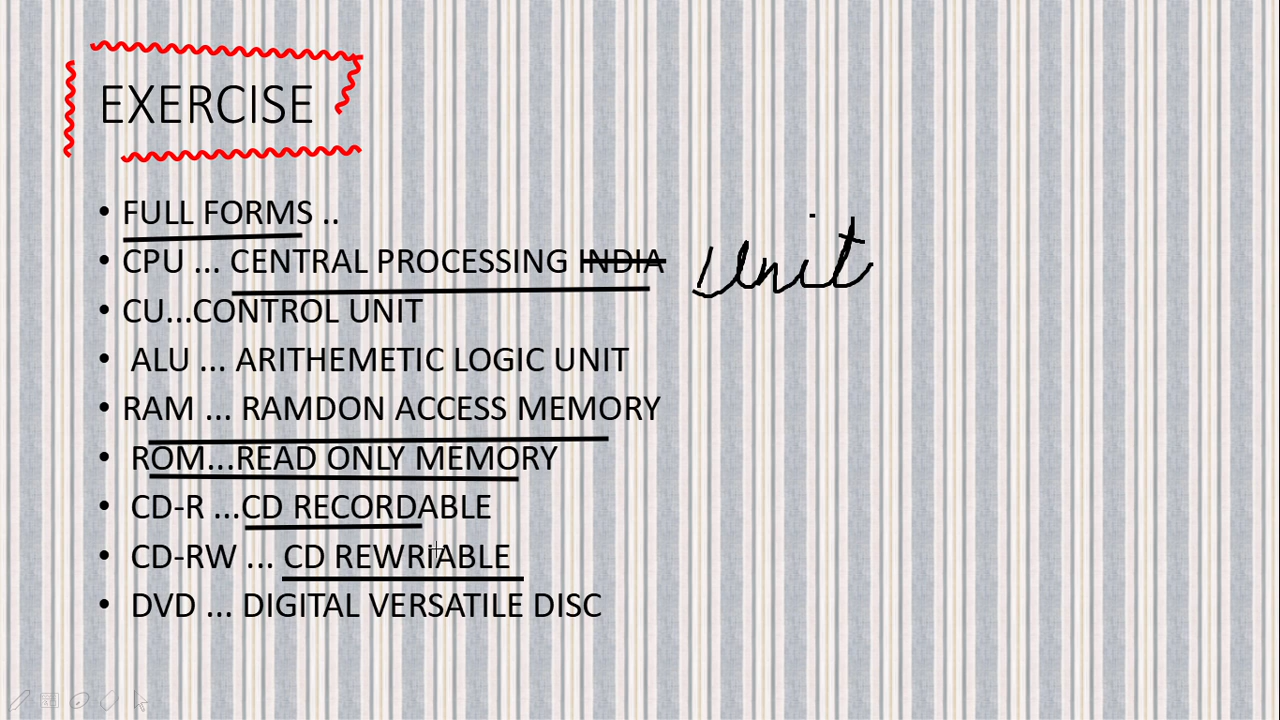 EXERCISE
• FULL FORMS ..
• CPU ... CENTRAL PROCESSING INDIA Unit
• CU...CONTROL UNIT
• ALU ... ARITHEMETIC LOGIC UNIT
• RAM ... RAMDON ACCESS MEMORY
• ROM...READ ONLY MEMORY
• CD-R ...CD RECORDABLE
• CD-RW ... CD REWRIABLE
• DVD ... DIGITAL VERSATILE DISC